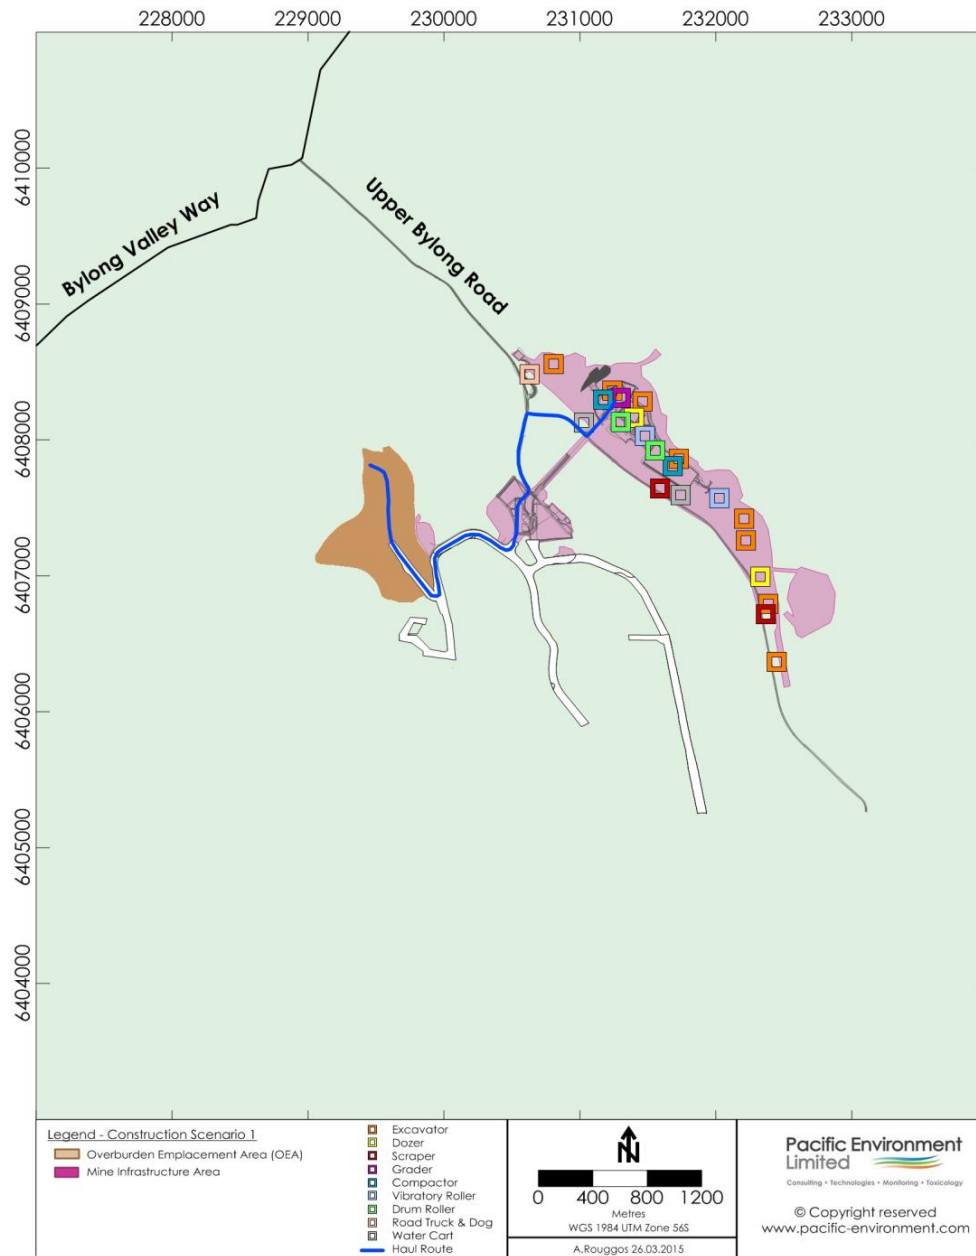 228000 229000 230000 231000 232000 233000
6410000
6409000
6408000
6407000
6406000
6405000
6404000
Bylong Valley Way
Upper Bylong Road
Legend - Construction Scenario 1
Overburden Emplacement Area (OEA)
Mine Infrastructure Area
Excavator
Dozer
Scraper
Grader
Compactor
Vibratory Roller
Drum Roller
Road Truck & Dog
Water Cart
Haul Route
N
0 400 800 1200
Metres
WGS 1984 UTM Zone 56S
A.Rouggos 26.03.2015
Pacific Environment
Limited
Consulting • Technologies • Monitoring • Toxicology
© Copyright reserved
www.pacific-environment.com